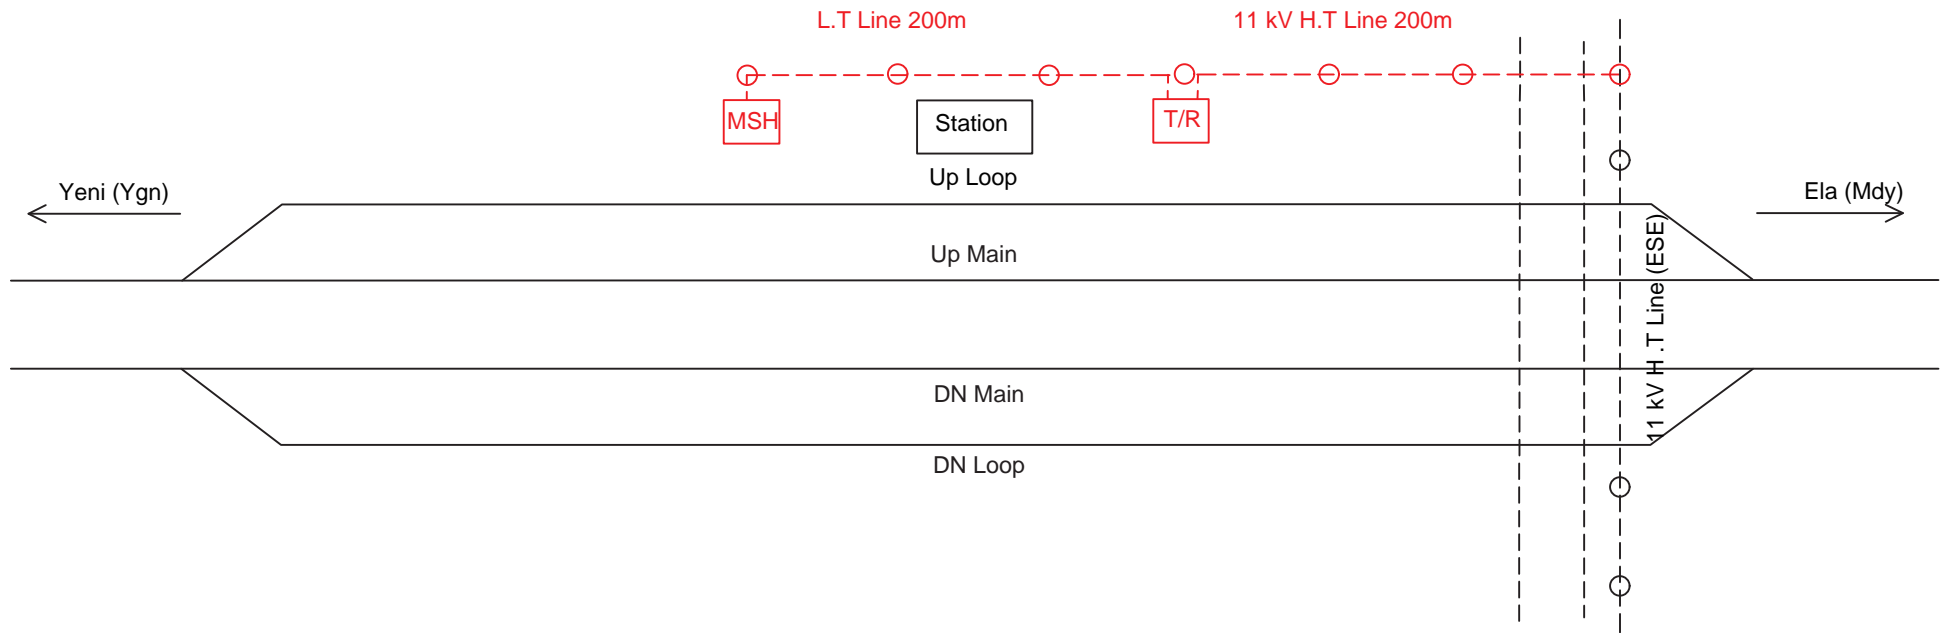 L.T Line 200m
11 kV H.T Line 200m
MSH
Station
T/R
Up Loop
Yeni (Ygn)
Ela (Mdy)
Up Main
11 kV H .T Line (ESE)
DN Main
DN Loop